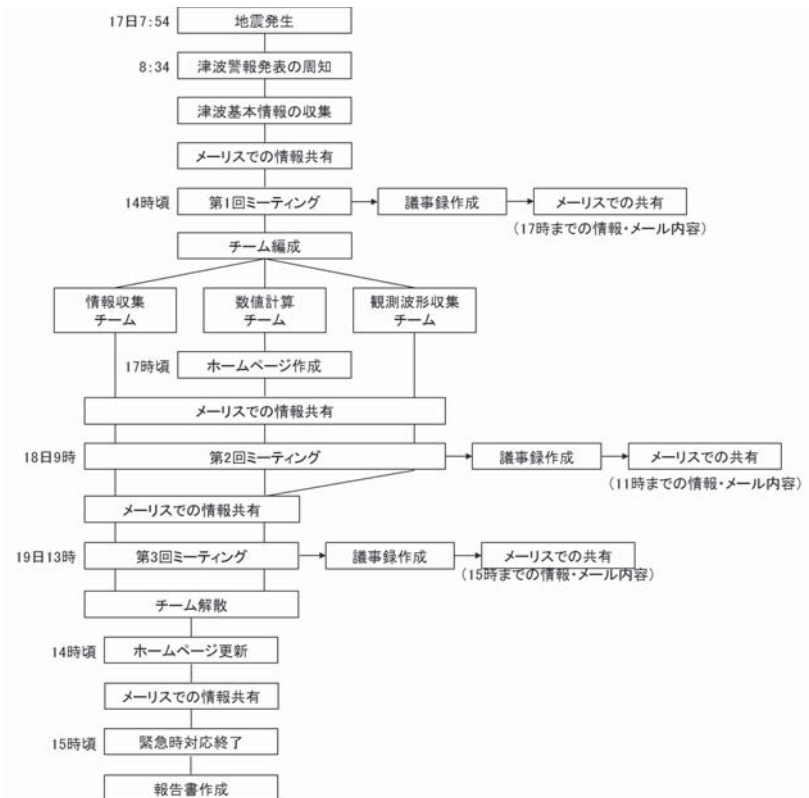 17日7:54 地震発生
8:34 津波警報発表の周知
津波基本情報の収集
メーリスでの情報共有
14時頃 第1回ミーティング 議事録作成 メーリスでの共有
(17時までの情報・メール内容)
チーム編成
情報収集
チーム
数値計算
チーム
観測波形収集
チーム
17時頃 ホームページ作成
メーリスでの情報共有
18日9時 第2回ミーティング 議事録作成 メーリスでの共有
(11時までの情報・メール内容)
メーリスでの情報共有
19日13時 第3回ミーティング 議事録作成 メーリスでの共有
(15時までの情報・メール内容)
チーム解散
14時頃 ホームページ更新
メーリスでの情報共有
15時頃 緊急時対応終了
報告書作成